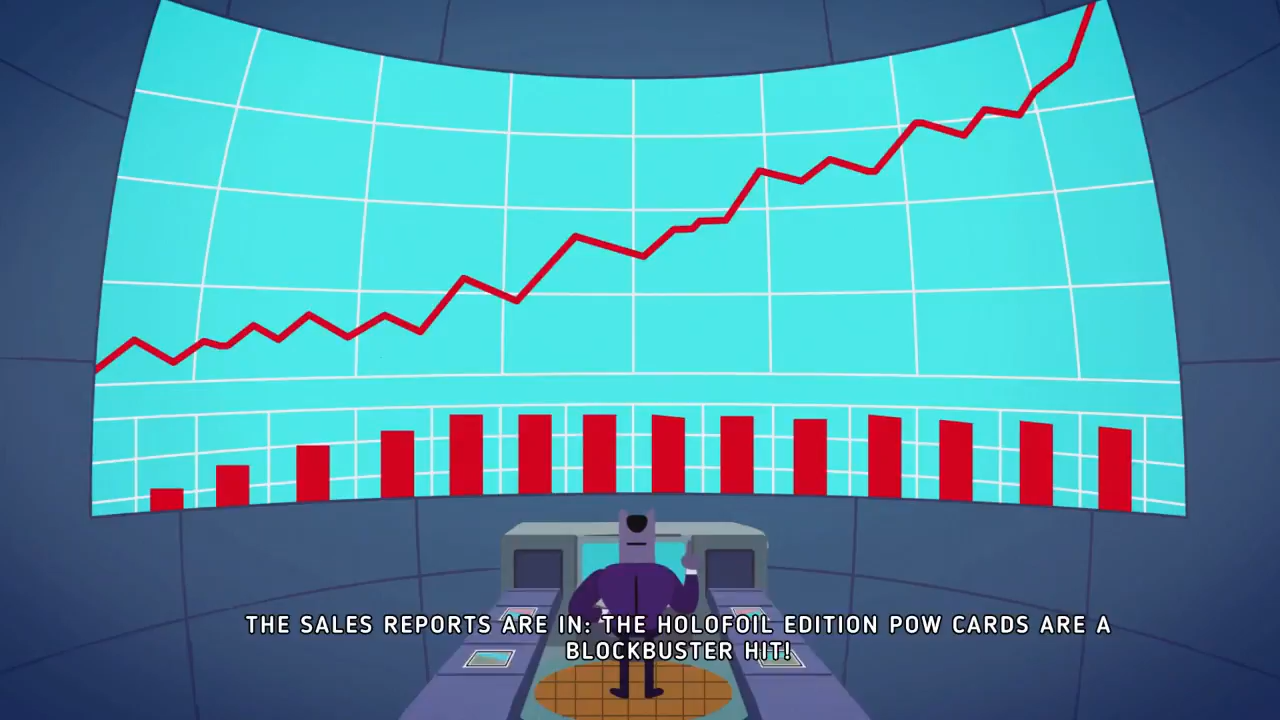 THE SALES REPORTS ARE IN: THE HOLOFOIL EDITION POW CARDS ARE A
BLOCKBUSTER HIT!